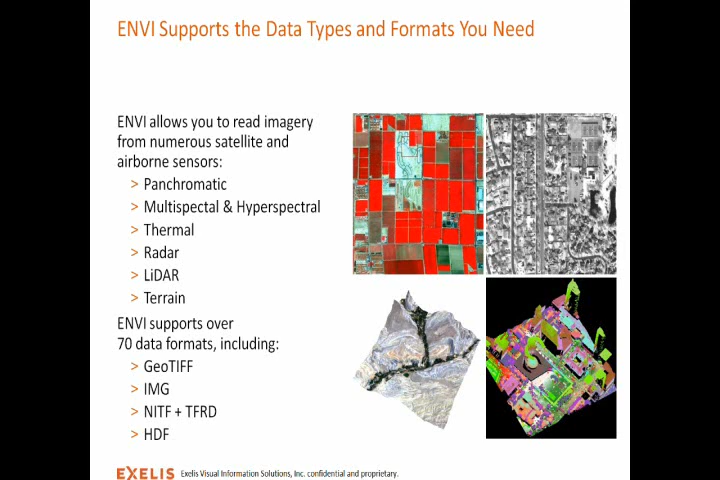 ENVI Supports the Data Types and Formats You Need
ENVI allows you to read imagery
from numerous satellite and
airborne sensors:
> Panchromatic
> Multispectal & Hyperspectral
> Thermal
> Radar
> LiDAR
> Terrain
ENVI supports over
70 data formats, including:
> GeoTIFF
> IMG
> NITF + TFRD
> HDF
EXELIS Exelis Visual Information Solutions, Inc. confidential and proprietary.